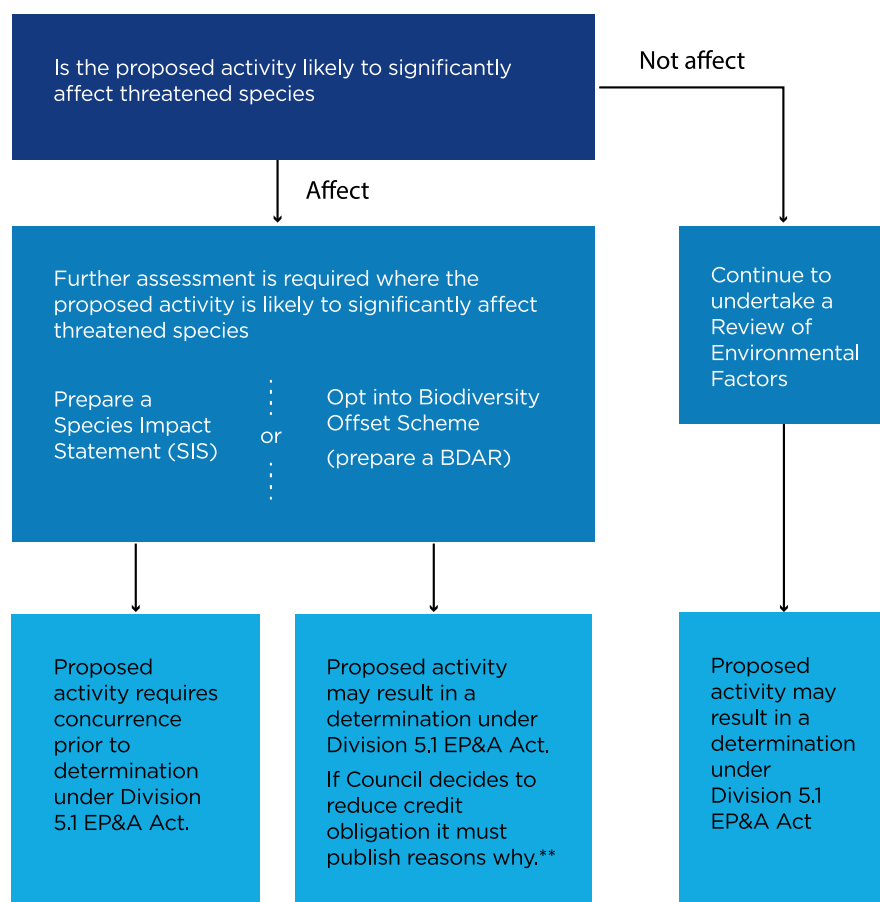 Is the proposed activity likely to significantly
affect threatened species
Not affect
Affect
Further assessment is required where the
proposed activity is likely to significantly affect
threatened species
Prepare a
Species Impact
Statement (SIS)
or
Opt into Biodiversity
Offset Scheme
(prepare a BDAR)
Continue to
undertake a
Review of
Environmental
Factors
Proposed
activity requires
concurrence
prior to
determination
under Division
5.1 EP&A Act.
Proposed activity
may result in a
determination under
Division 5.1 EP&A Act.
If Council decides to
reduce credit
obligation it must
publish reasons why.**
Proposed
activity may
result in a
determination
under
Division 5.1
EP&A Act